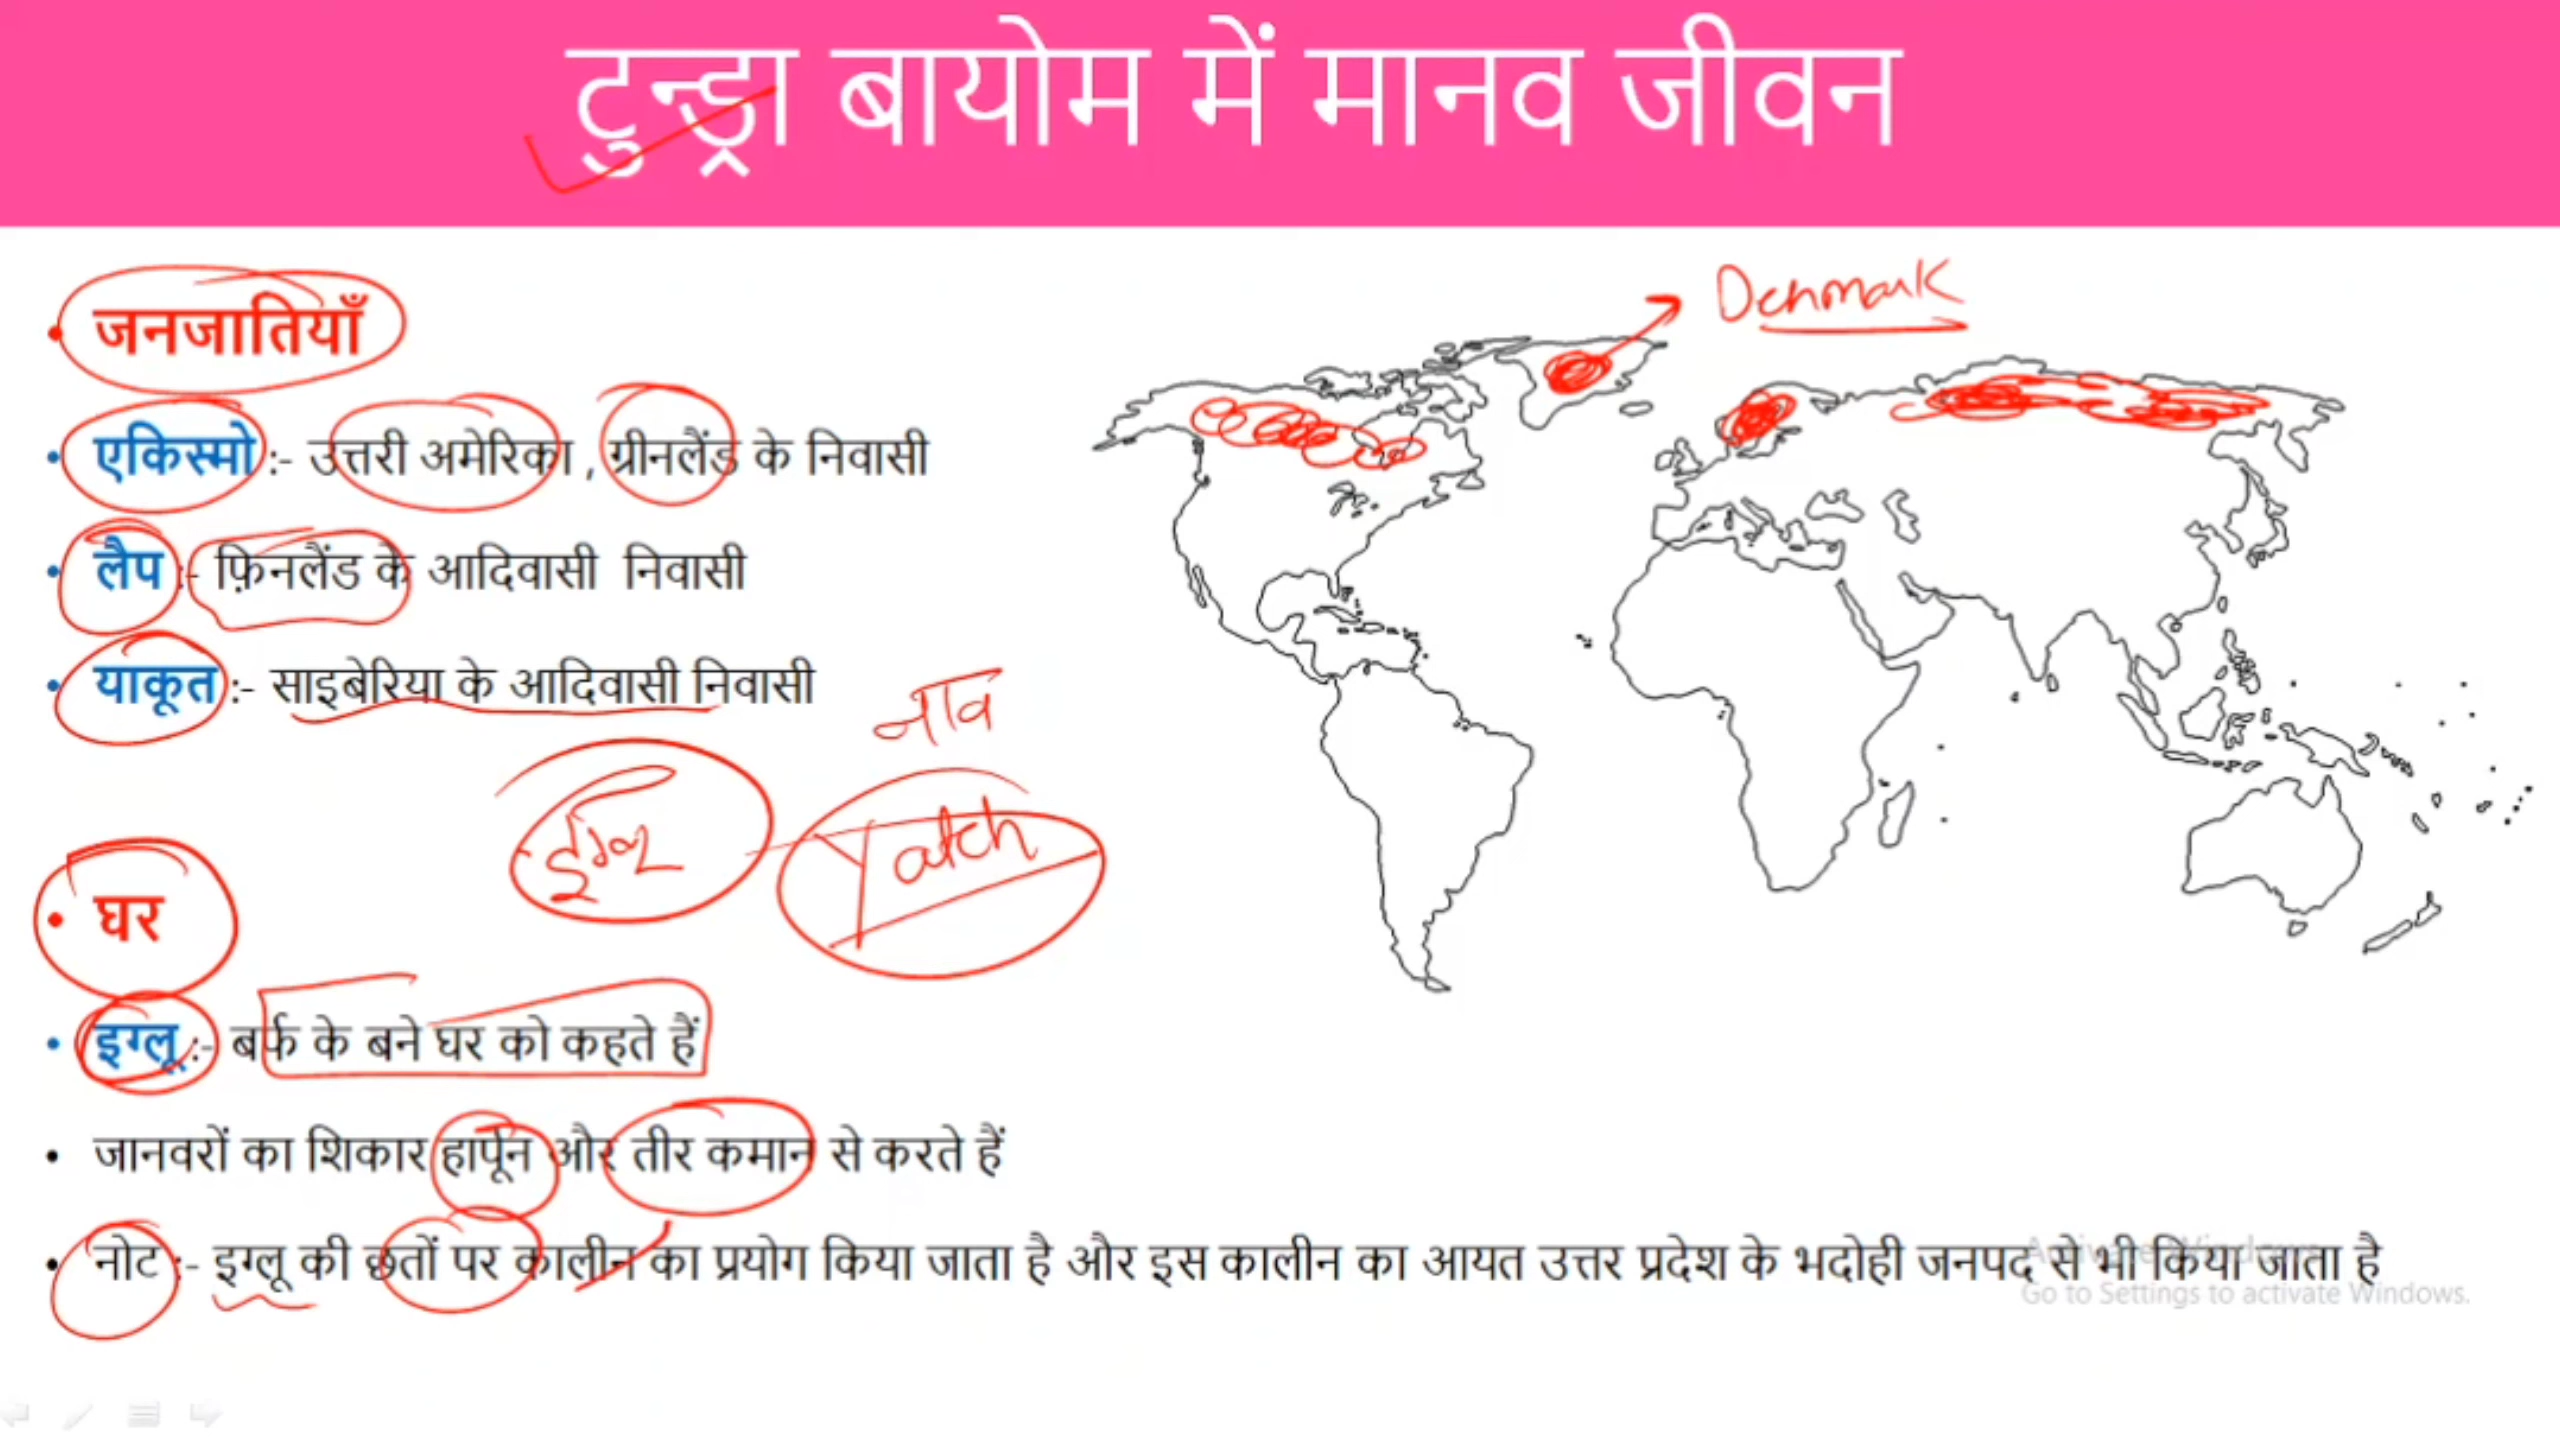 टुन्ड्रा बायोम में मानव जीवन
Denmark
• जनजातियाँ
• एकिस्मो :- उत्तरी अमेरिका , ग्रीनलैंड के निवासी
• लैप :- फ़िनलैंड के आदिवासी निवासी
• याकूत :- साइबेरिया के आदिवासी निवासी
नाव
इग्लू
Yatch
• घर
• इग्लू :- बर्फ के बने घर को कहते हैं
• जानवरों का शिकार हार्पून और तीर कमान से करते हैं
• नोट :- इग्लू की छतों पर कालीन का प्रयोग किया जाता है और इस कालीन का आयत उत्तर प्रदेश के भदोही जनपद से भी किया जाता है
Activate Windows
Go to Settings to activate Windows.